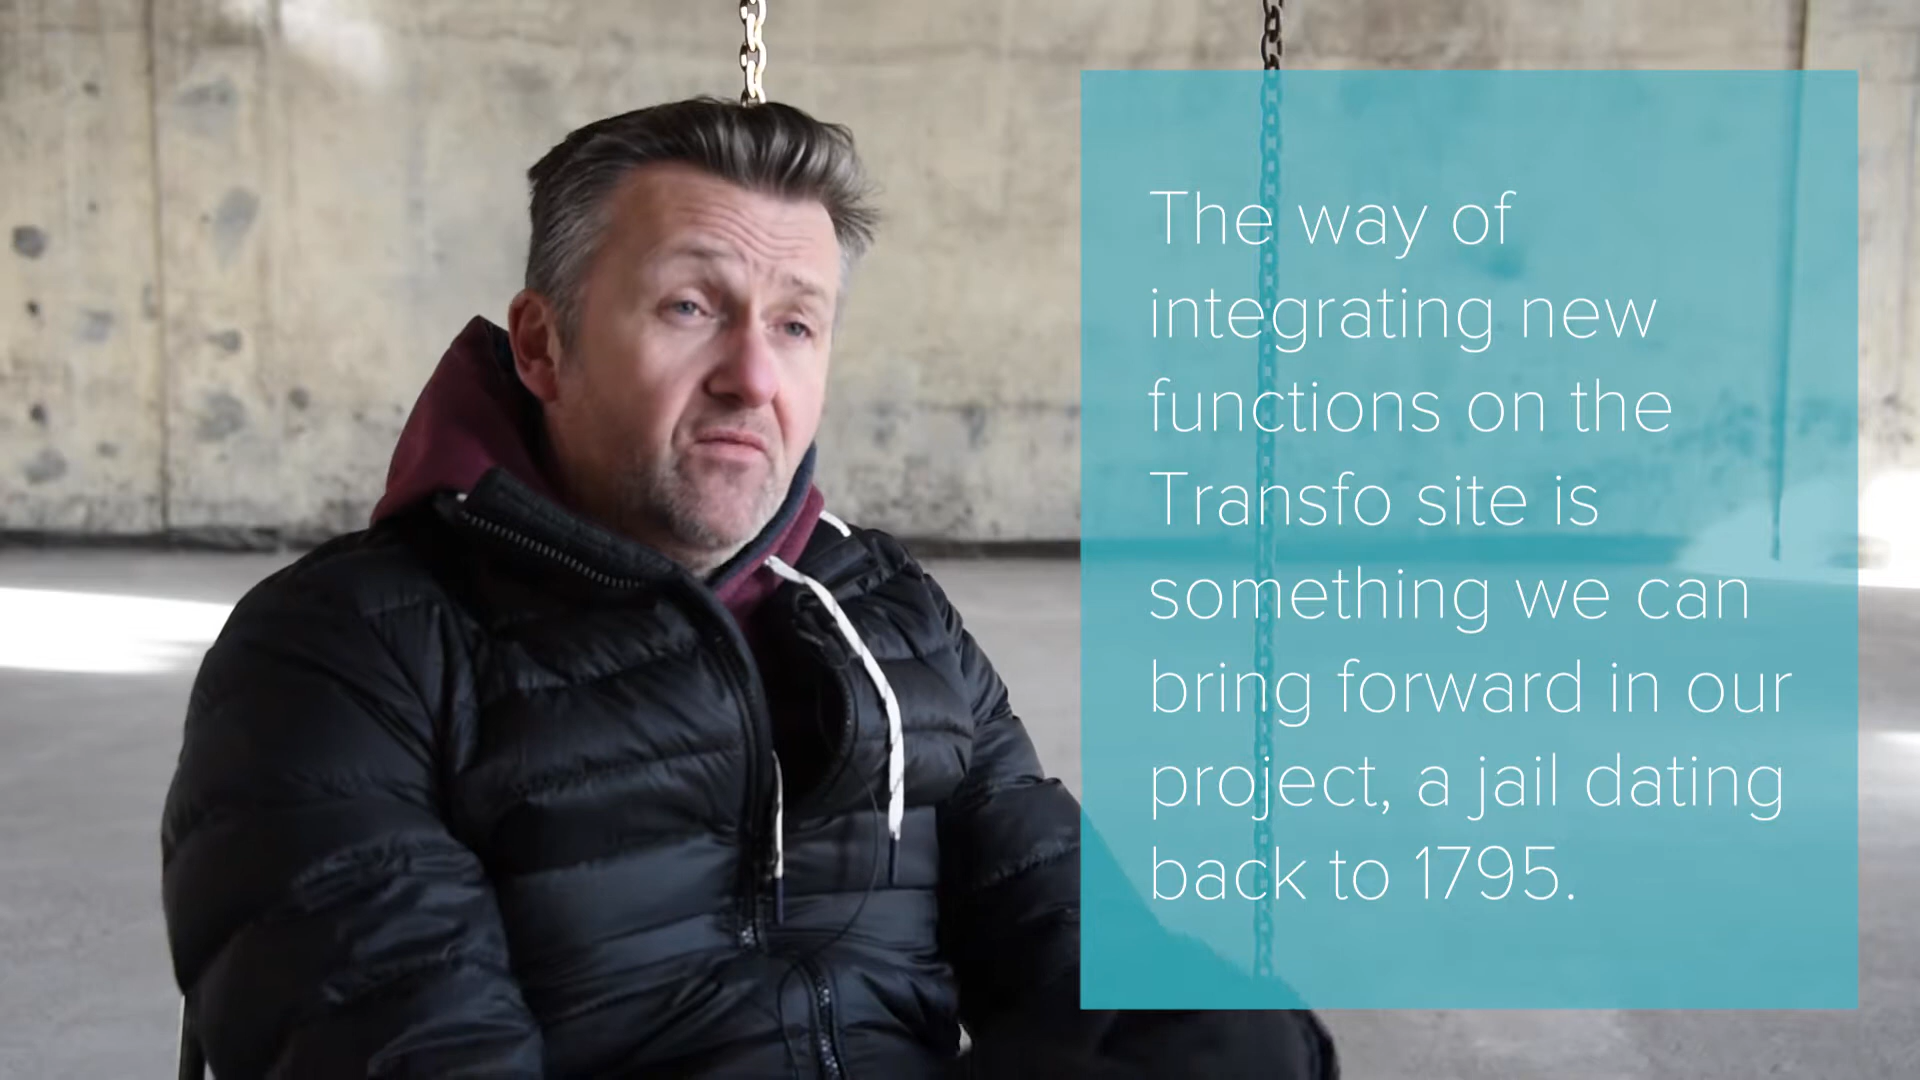 The way of
integrating new
functions on the
Transfo site is
something we can
bring forward in our
project, a jail dating
back to 1795.